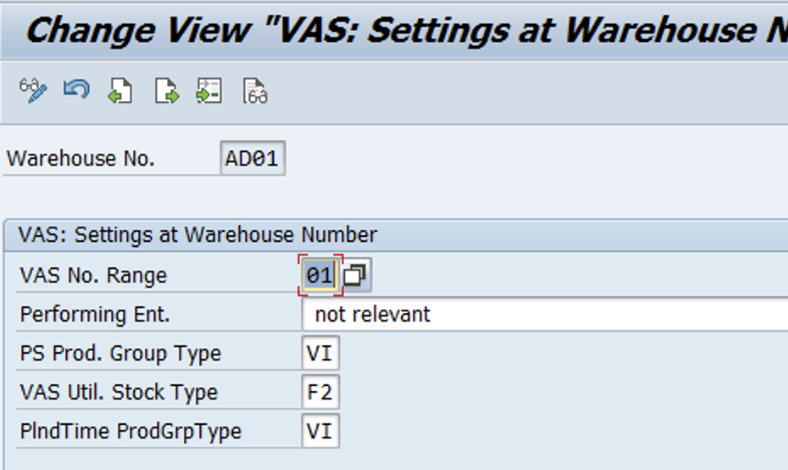 Change View "VAS: Settings at Warehouse N
Warehouse No. AD01
VAS: Settings at Warehouse Number
VAS No. Range 01
Performing Ent. not relevant
PS Prod. Group Type VI
VAS Util. Stock Type F2
PlndTime ProdGrpType VI